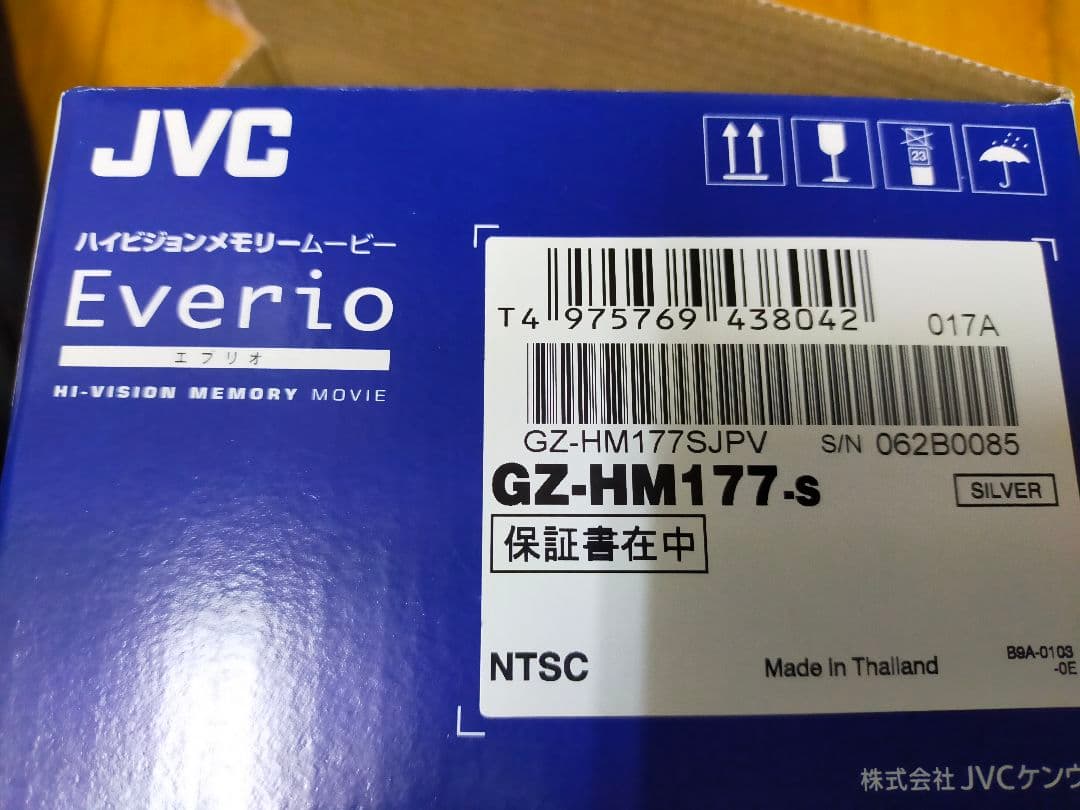 JVC
ハイビジョンメモリームービー
Everio
エブリオ
HI-VISION MEMORY MOVIE
23
T4 975769 438042
017A
GZ-HM177SJPV S/N 062B0085
GZ-HM177-S
SILVER
保証書在中
NTSC
Made In Thailand
B9A-0103
-0E
株式会社 JVCケンウ